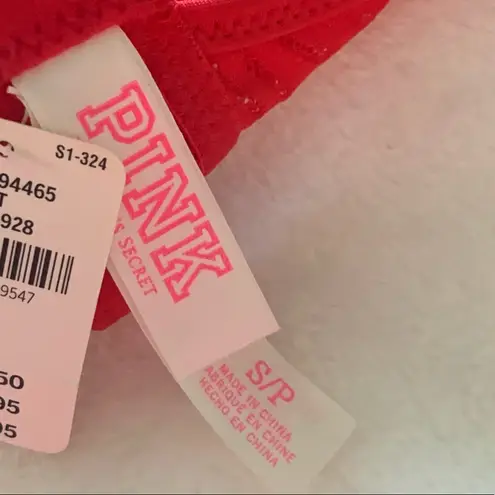 S1-324
94465
T
928
9547
50
95
95
PINK
SECRET
S/P
MADE IN CHINA
FABRIQUÉ EN CHINE
HECHO EN CHINA